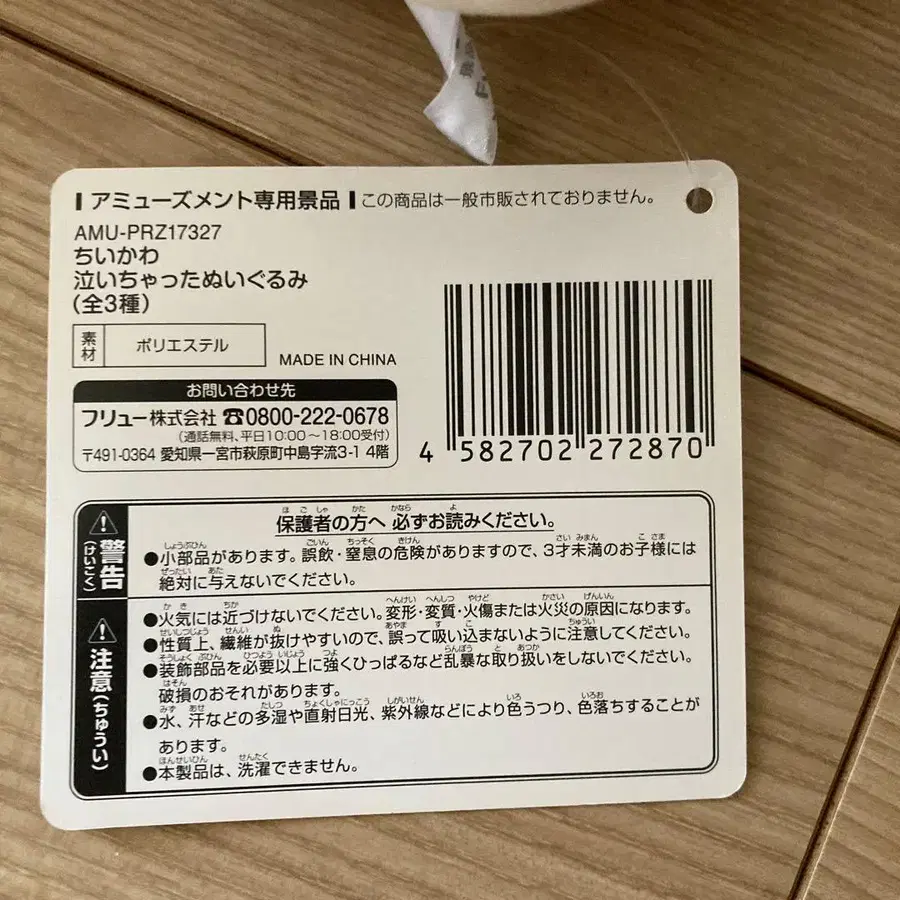 アミューズメント専用景品 この商品は一般市販されておりません。
AMU-PRZ17327
ちいかわ
泣いちゃったぬいぐるみ
(全3種)
素材 ポリエステル
MADE IN CHINA
お問い合わせ先
フリュー株式会社 ☎0800-222-0678
(通話無料、平日10:00～18:00受付)
〒491-0364 愛知県一宮市萩原町中島字流3-1 4階
4 582702 272870
警告(けいこく)
保護者の方へ 必ずお読みください。
●小部品があります。誤飲・窒息の危険がありますので、3才未満のお子様には
絶対に与えないでください。
注意(ちゅうい)
●火気には近づけないでください。変形・変質・火傷または火災の原因になります。
●性質上、繊維が抜けやすいので、誤って吸い込まないように注意してください。
●装飾部品を必要以上に強くひっぱるなど乱暴な取り扱いをしないでください。
破損のおそれがあります。
●水、汗などの多湿や直射日光、紫外線などにより色うつり、色落ちすることが
あります。
●本製品は、洗濯できません。